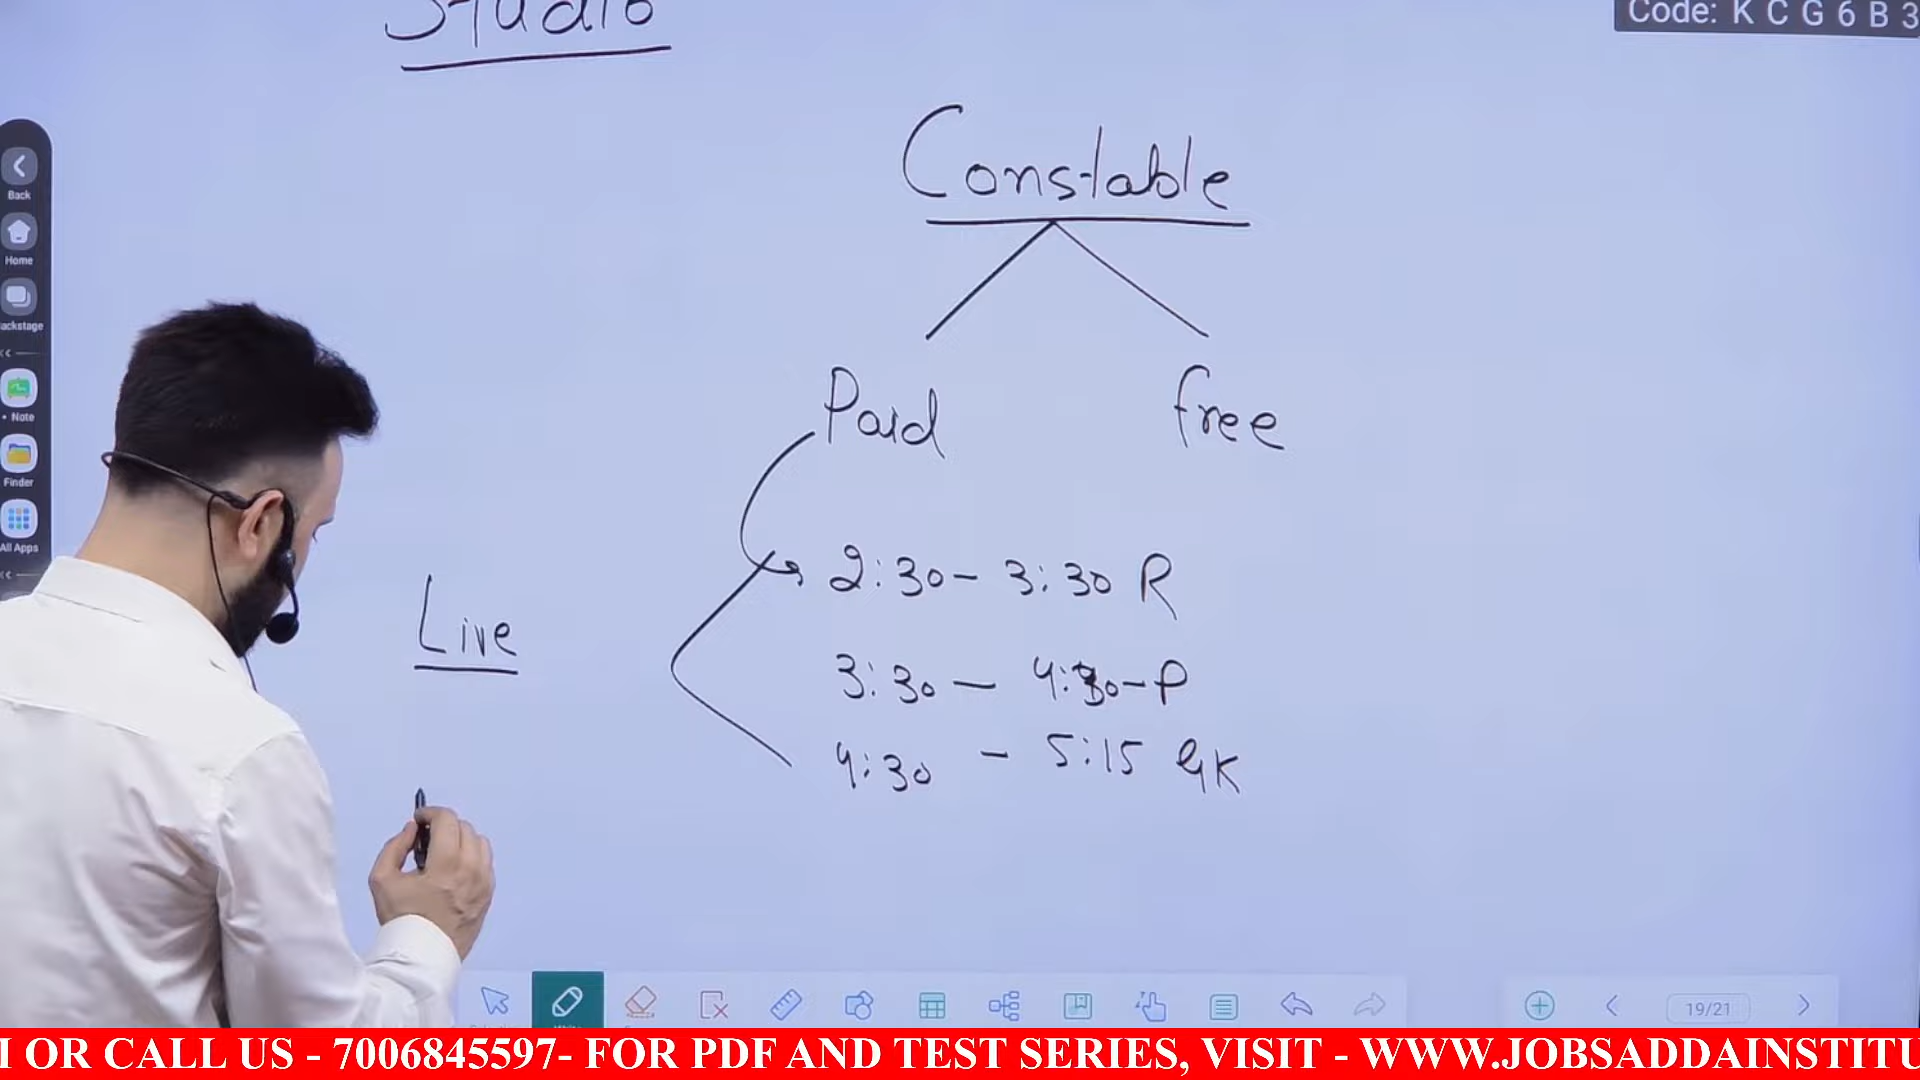 Studio
Code: K C G 6 B 3
Constable
Paid
free
Live
2:30 - 3:30 R
3:30 - 4:30 - P
4:30 - 5:15 GK
Back
Home
ackstage
Note
Finder
All Apps
19/21
I OR CALL US - 7006845597- FOR PDF AND TEST SERIES, VISIT - WWW.JOBSADDAINSTITU